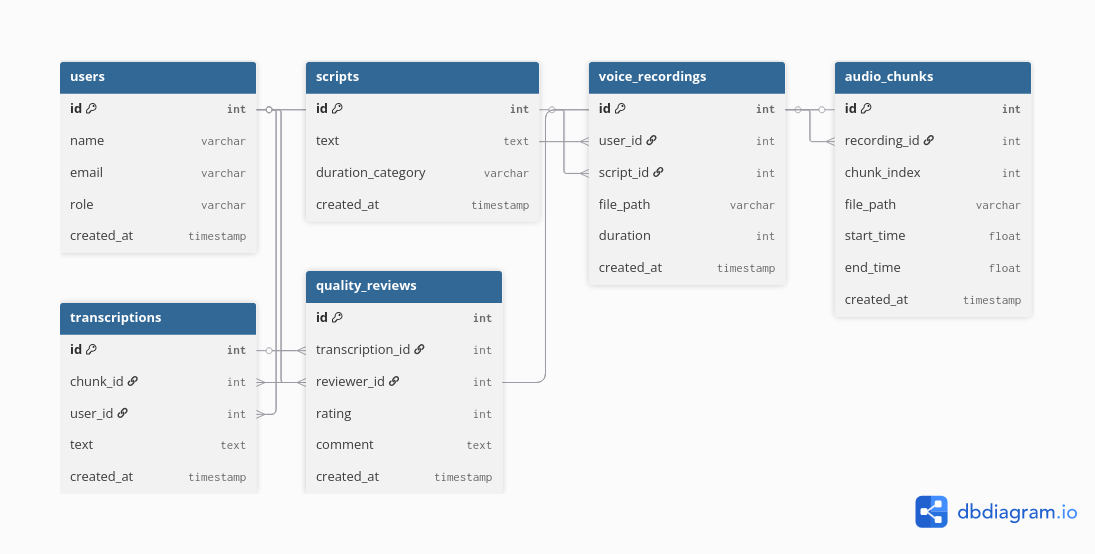 users
id int
name varchar
email varchar
role varchar
created_at timestamp
scripts
id int
text text
duration_category varchar
created_at timestamp
voice_recordings
id int
user_id int
script_id int
file_path varchar
duration int
created_at timestamp
audio_chunks
id int
recording_id int
chunk_index int
file_path varchar
start_time float
end_time float
created_at timestamp
transcriptions
id int
chunk_id int
user_id int
text text
created_at timestamp
quality_reviews
id int
transcription_id int
reviewer_id int
rating int
comment text
created_at timestamp
dbdiagram.io